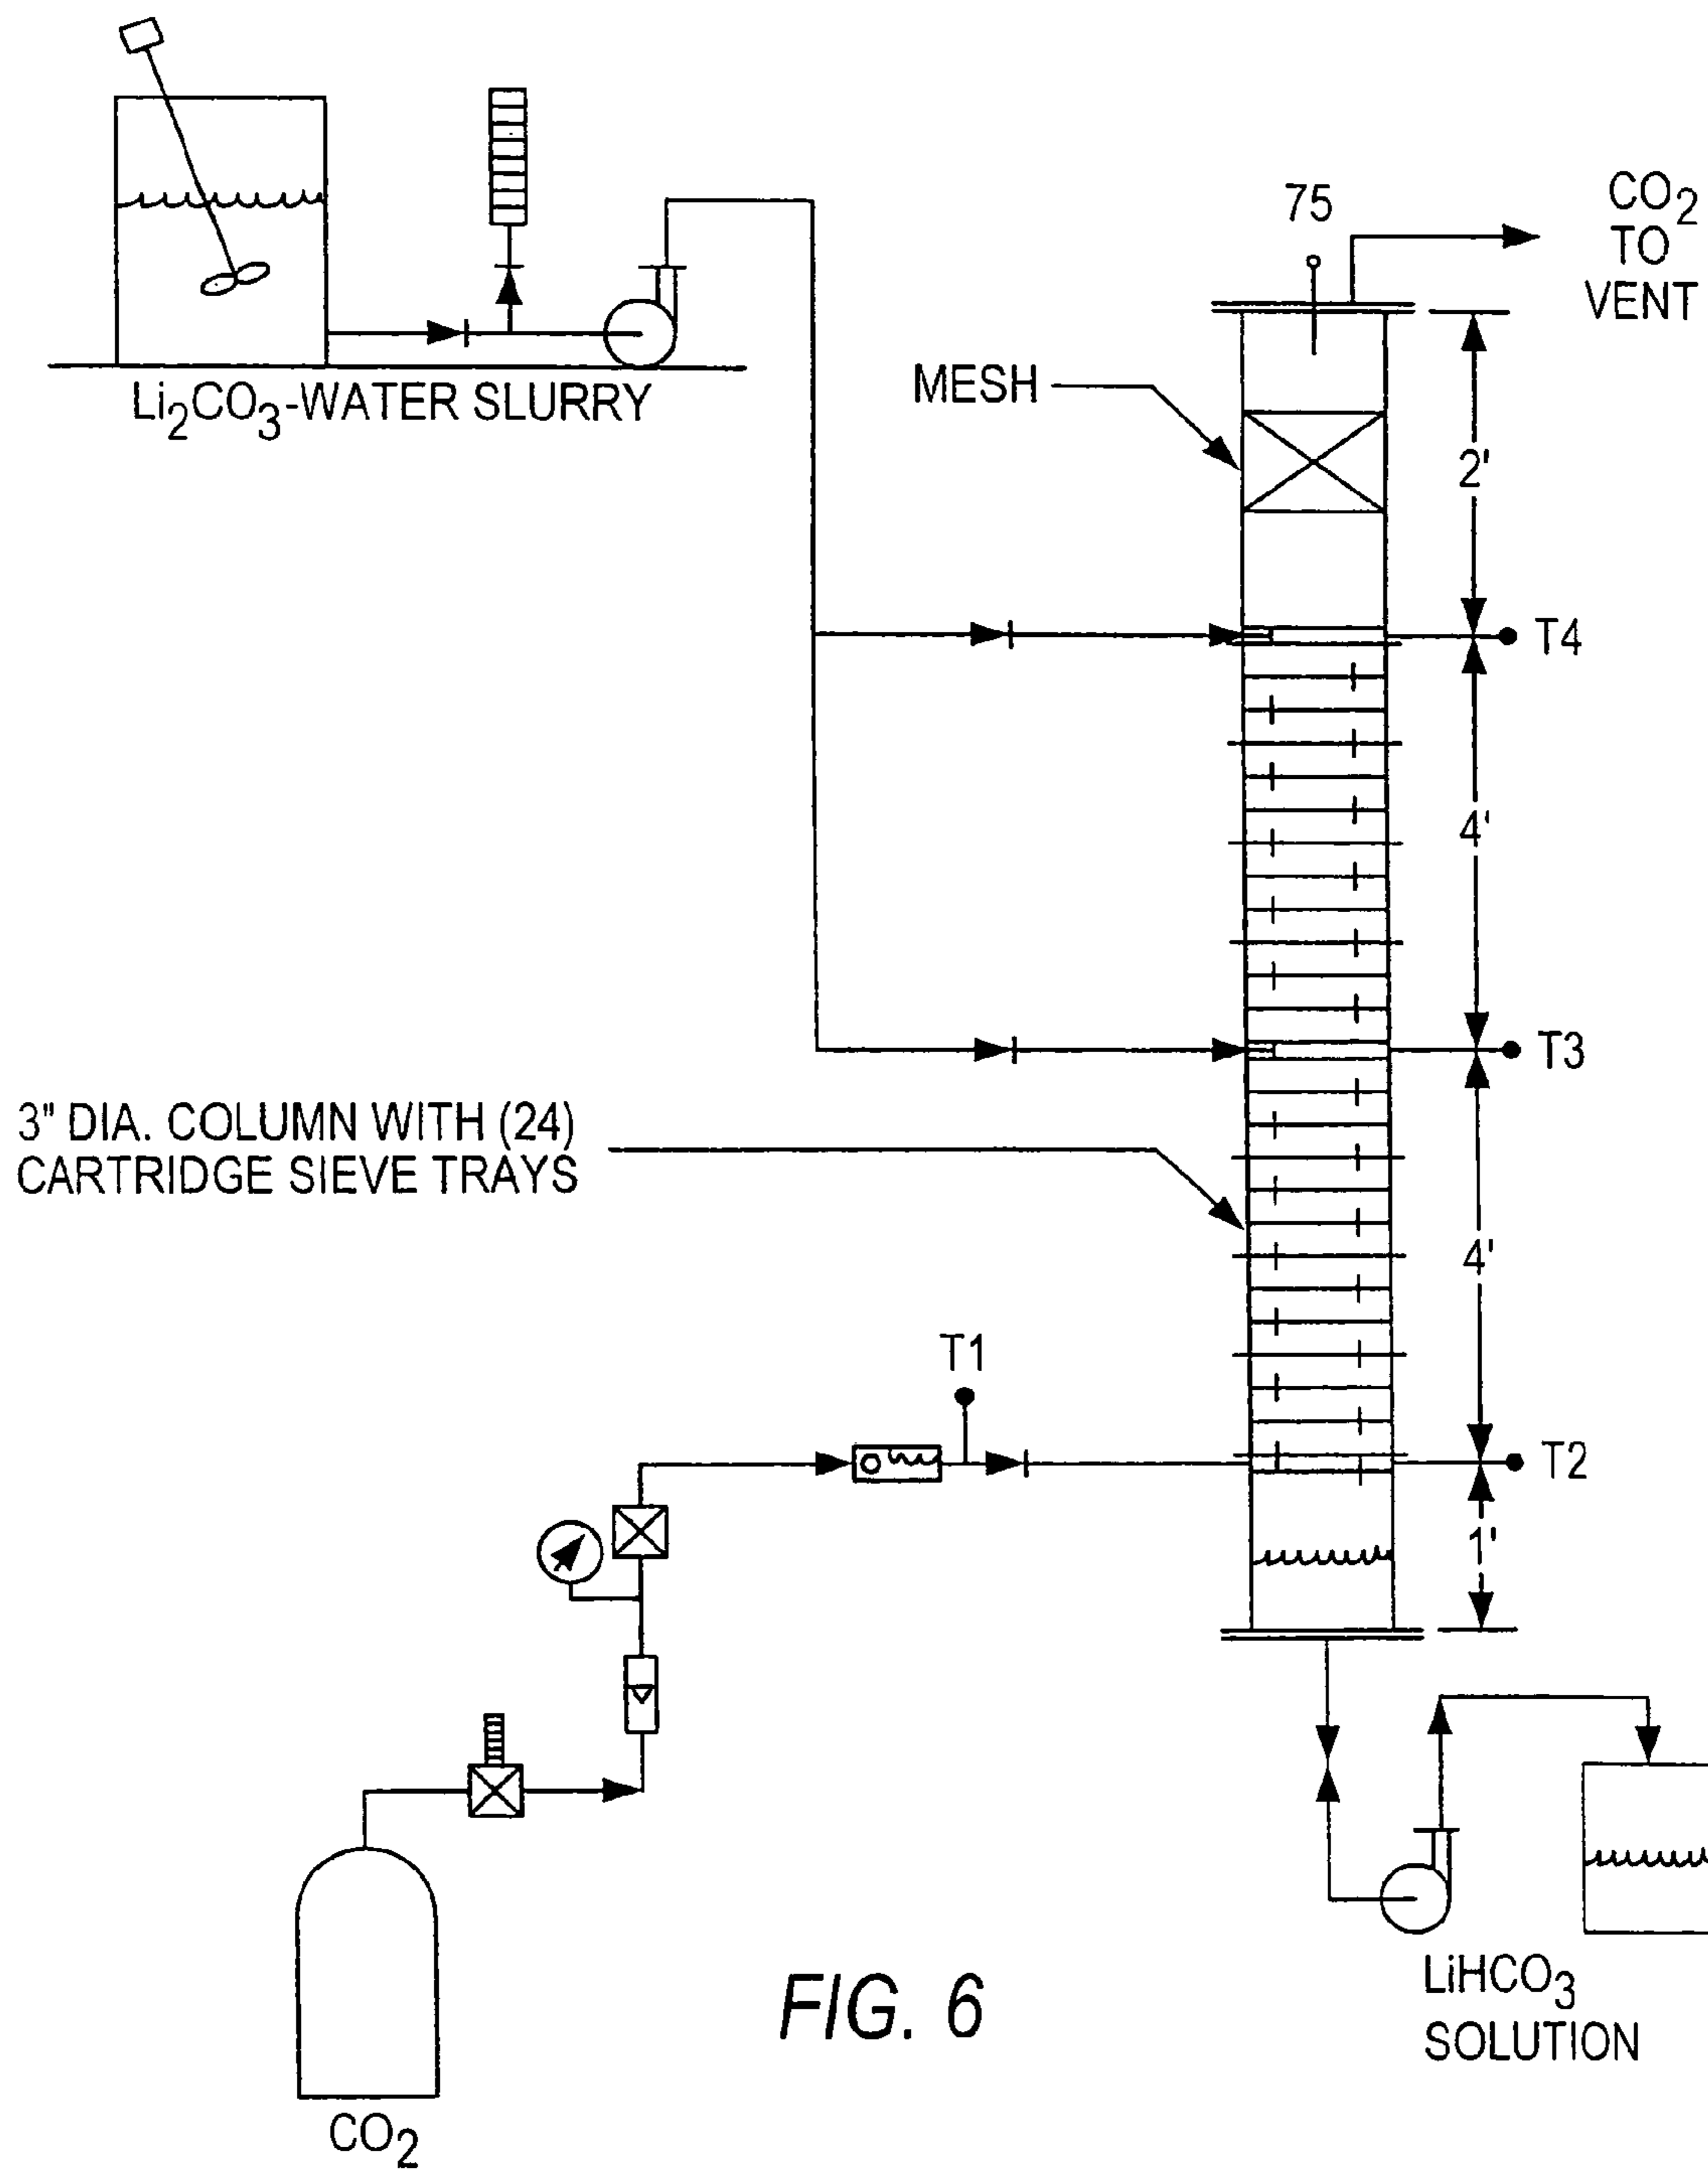 75
CO₂
TO
VENT
Li₂CO₃-WATER SLURRY
MESH
2'
T4
4'
T3
3" DIA. COLUMN WITH (24)
CARTRIDGE SIEVE TRAYS
4'
T1
T2
1'
LiHCO₃
SOLUTION
FIG. 6
CO₂